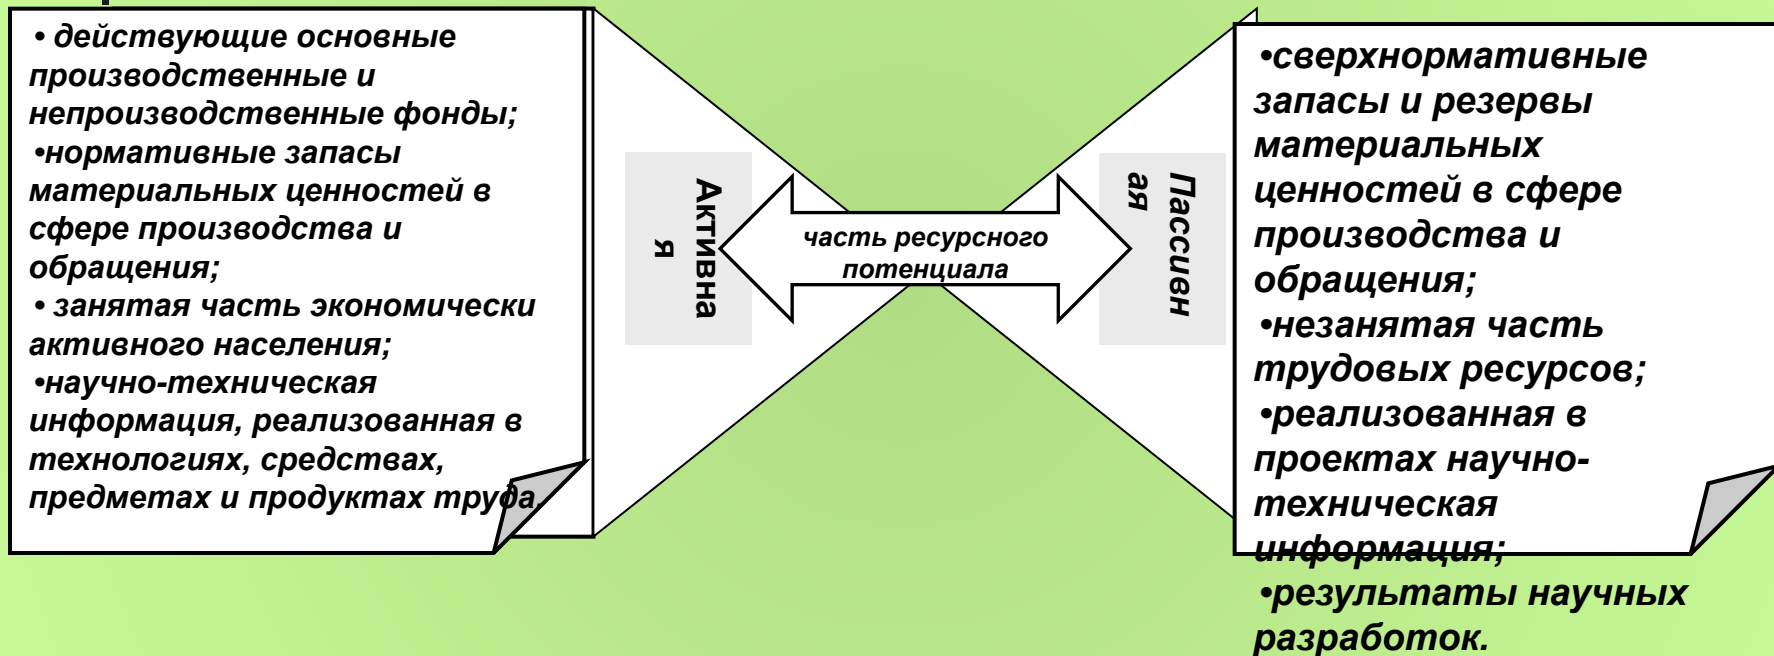 • действующие основные
производственные и
непроизводственные фонды;
•нормативные запасы
материальных ценностей в
сфере производства и
обращения;
• занятая часть экономически
активного населения;
•научно-техническая
информация, реализованная в
технологиях, средствах,
предметах и продуктах труда.
Активна
я
часть ресурсного
потенциала
Пассивн
ая
•сверхнормативные
запасы и резервы
материальных
ценностей в сфере
производства и
обращения;
•незанятая часть
трудовых ресурсов;
•реализованная в
проектах научно-
техническая
информация;
•результаты научных
разработок.